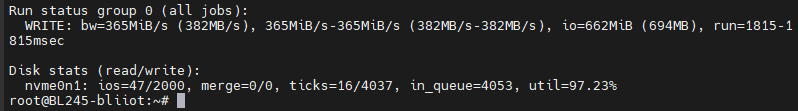 Run status group 0 (all jobs):
  WRITE: bw=365MiB/s (382MB/s), 365MiB/s-365MiB/s (382MB/s-382MB/s), io=662MiB (694MB), run=1815-1
815msec

Disk stats (read/write):
  nvme0n1: ios=47/2000, merge=0/0, ticks=16/4037, in_queue=4053, util=97.23%
root@BL245-bliiot:~#